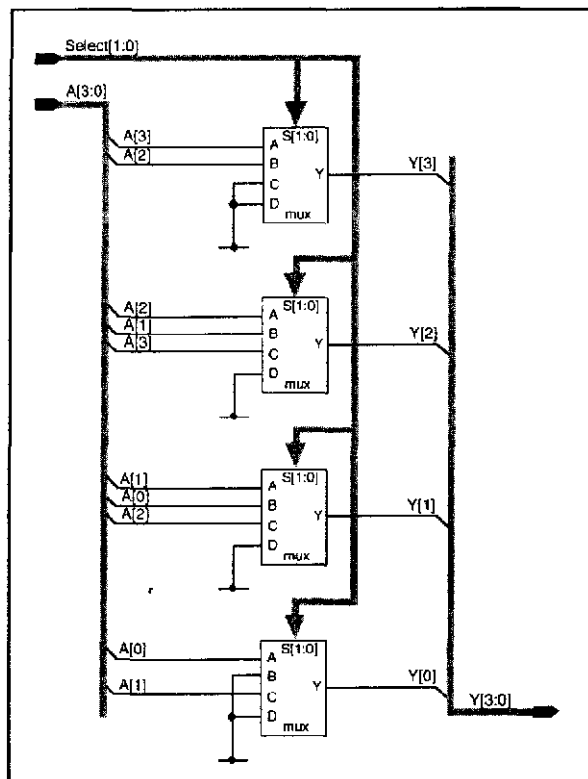 Select[1:0]
A[3:0]
A[3]
A[2]
S[1:0]
A
B
C
D
Y
mux
Y[3]
A[2]
A[1]
A[3]
S[1:0]
A
B
C
D
Y
mux
Y[2]
A[1]
A[0]
A[2]
S[1:0]
A
B
C
D
Y
mux
Y[1]
A[0]
A[1]
S[1:0]
A
B
C
D
Y
mux
Y[0]
Y[3:0]